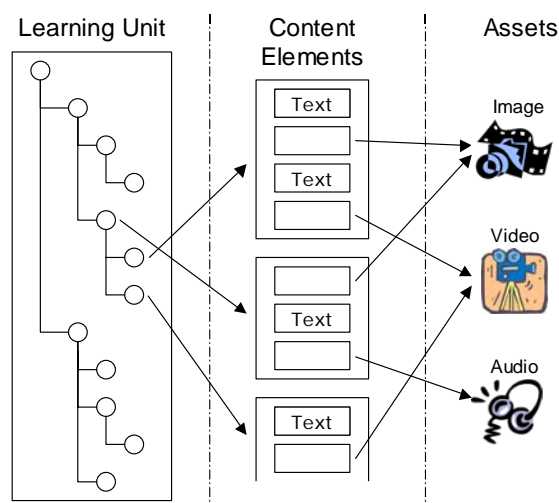 Learning Unit
Content
Elements
Assets
Text
Text
Text
Text
Image
Video
Audio